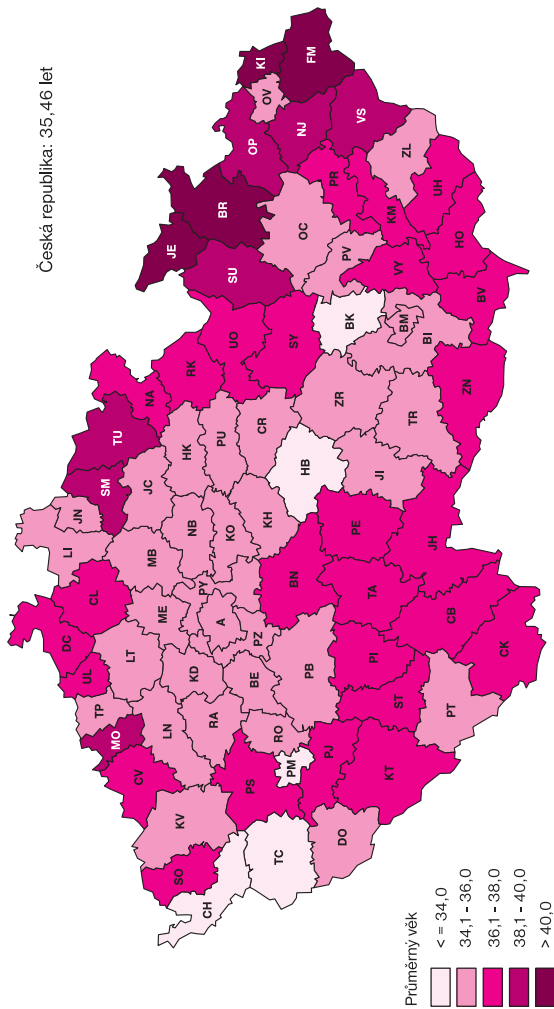 Česká republika: 35,46 let
DC
LI
JN
UL
CL
TP
SM
MO
TU
LT
CV
JC
NA
MB
ME
LN
JE
SO
KV
HK
RK
NB
KD
PY
CH
RA
A
PU
BR
KO
SU
UO
PS
OP
BE
PZ
KI
CR
KH
OV
RO
TC
PM
BN
SY
NJ
OC
HB
PB
FM
PJ
PR
ZR
DO
PV
BK
PE
VS
TA
PI
JI
KT
KM
ST
VY
BM
ZL
TR
BI
JH
UH
PT
CB
HO
ZN
BV
CK
Průměrný věk
< = 34,0
34,1 - 36,0
36,1 - 38,0
38,1 - 40,0
> 40,0